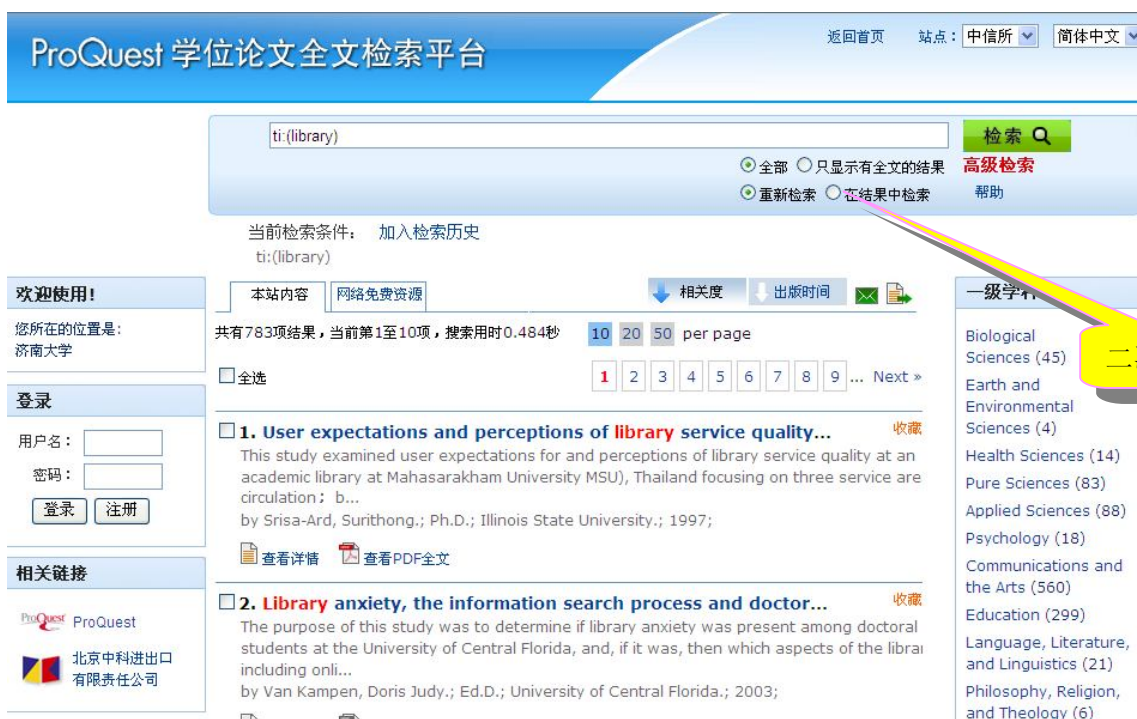 ProQuest 学位论文全文检索平台
返回首页 站点: 中信所 简体中文
ti:(library)
检索
全部 只显示有全文的结果 高级检索
重新检索 在结果中检索 帮助
当前检索条件: 加入检索历史
ti:(library)
欢迎使用!
您所在的位置是:
济南大学
登录
用户名:
密码:
登录 注册
相关链接
ProQuest ProQuest
北京中科进出口
有限责任公司
本站内容 网络免费资源 相关度 出版时间
共有783项结果,当前第1至10项,搜索用时0.484秒 10 20 50 per page
全选 1 2 3 4 5 6 7 8 9 ... Next »
1. User expectations and perceptions of library service quality... 收藏
This study examined user expectations for and perceptions of library service quality at an
academic library at Mahasarakham University MSU), Thailand focusing on three service are
circulation; b...
by Srisa-Ard, Surithong.; Ph.D.; Illinois State University.; 1997;
查看详情 查看PDF全文
2. Library anxiety, the information search process and doctor... 收藏
The purpose of this study was to determine if library anxiety was present among doctoral
students at the University of Central Florida, and, if it was, then which aspects of the librar
including onli...
by Van Kampen, Doris Judy.; Ed.D.; University of Central Florida.; 2003;
一级学科
二
Biological
Sciences (45)
Earth and
Environmental
Sciences (4)
Health Sciences (14)
Pure Sciences (83)
Applied Sciences (88)
Psychology (18)
Communications and
the Arts (560)
Education (299)
Language, Literature,
and Linguistics (21)
Philosophy, Religion,
and Theology (6)